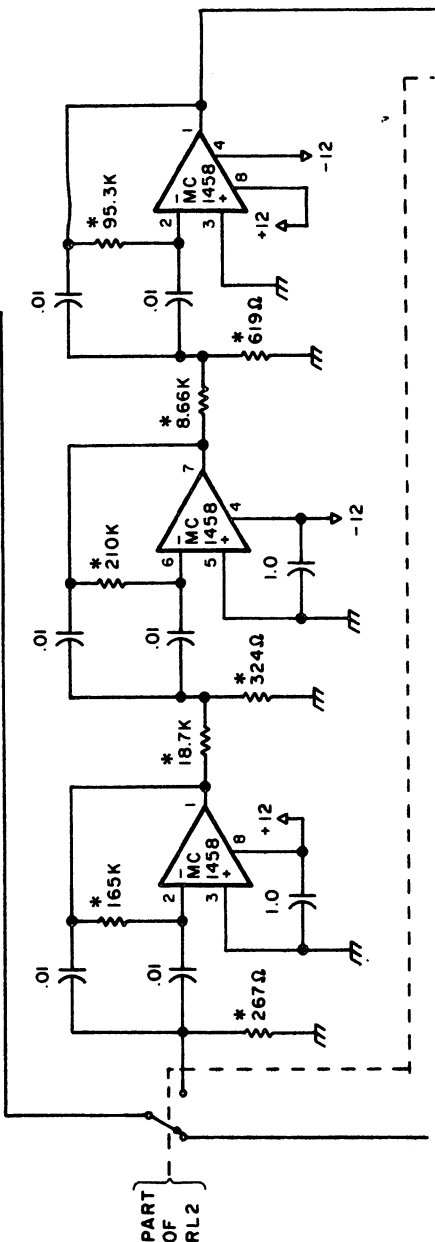 PART
OF
RL2
.01
* 165K
.01
2
3
−
MC
1458
+
1
8
+12
1.0
* 267Ω
* 18.7K
.01
* 210K
.01
6
5
−
MC
1458
+
7
4
-12
1.0
* 324Ω
* 8.66K
.01
* 95.3K
.01
2
3
−
MC
1458
+
1
4
8
-12
+12
* 619Ω